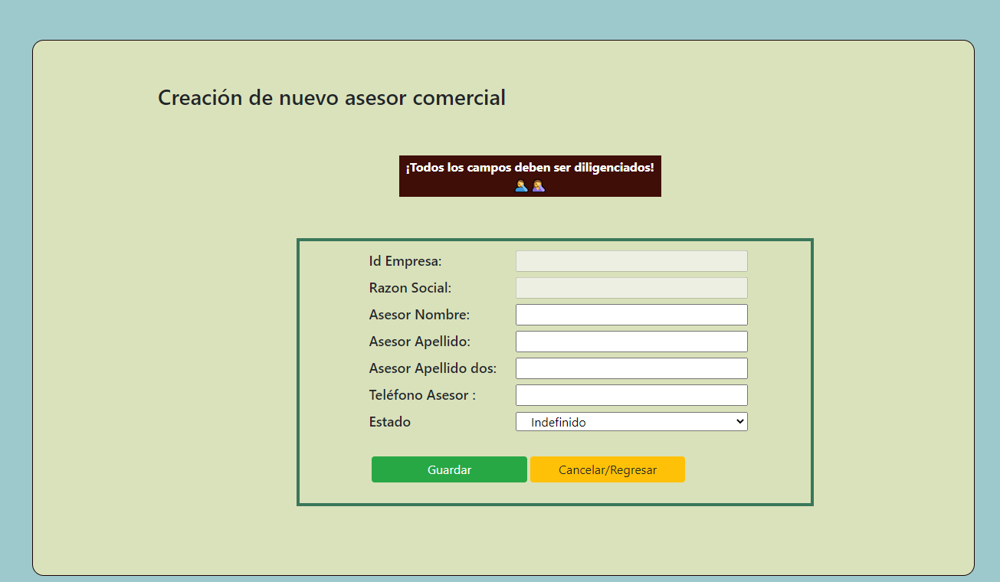 Creación de nuevo asesor comercial
¡Todos los campos deben ser diligenciados!
🤦‍♂️🤦‍♀️
Id Empresa:
Razon Social:
Asesor Nombre:
Asesor Apellido:
Asesor Apellido dos:
Teléfono Asesor :
Estado Indefinido
Guardar Cancelar/Regresar